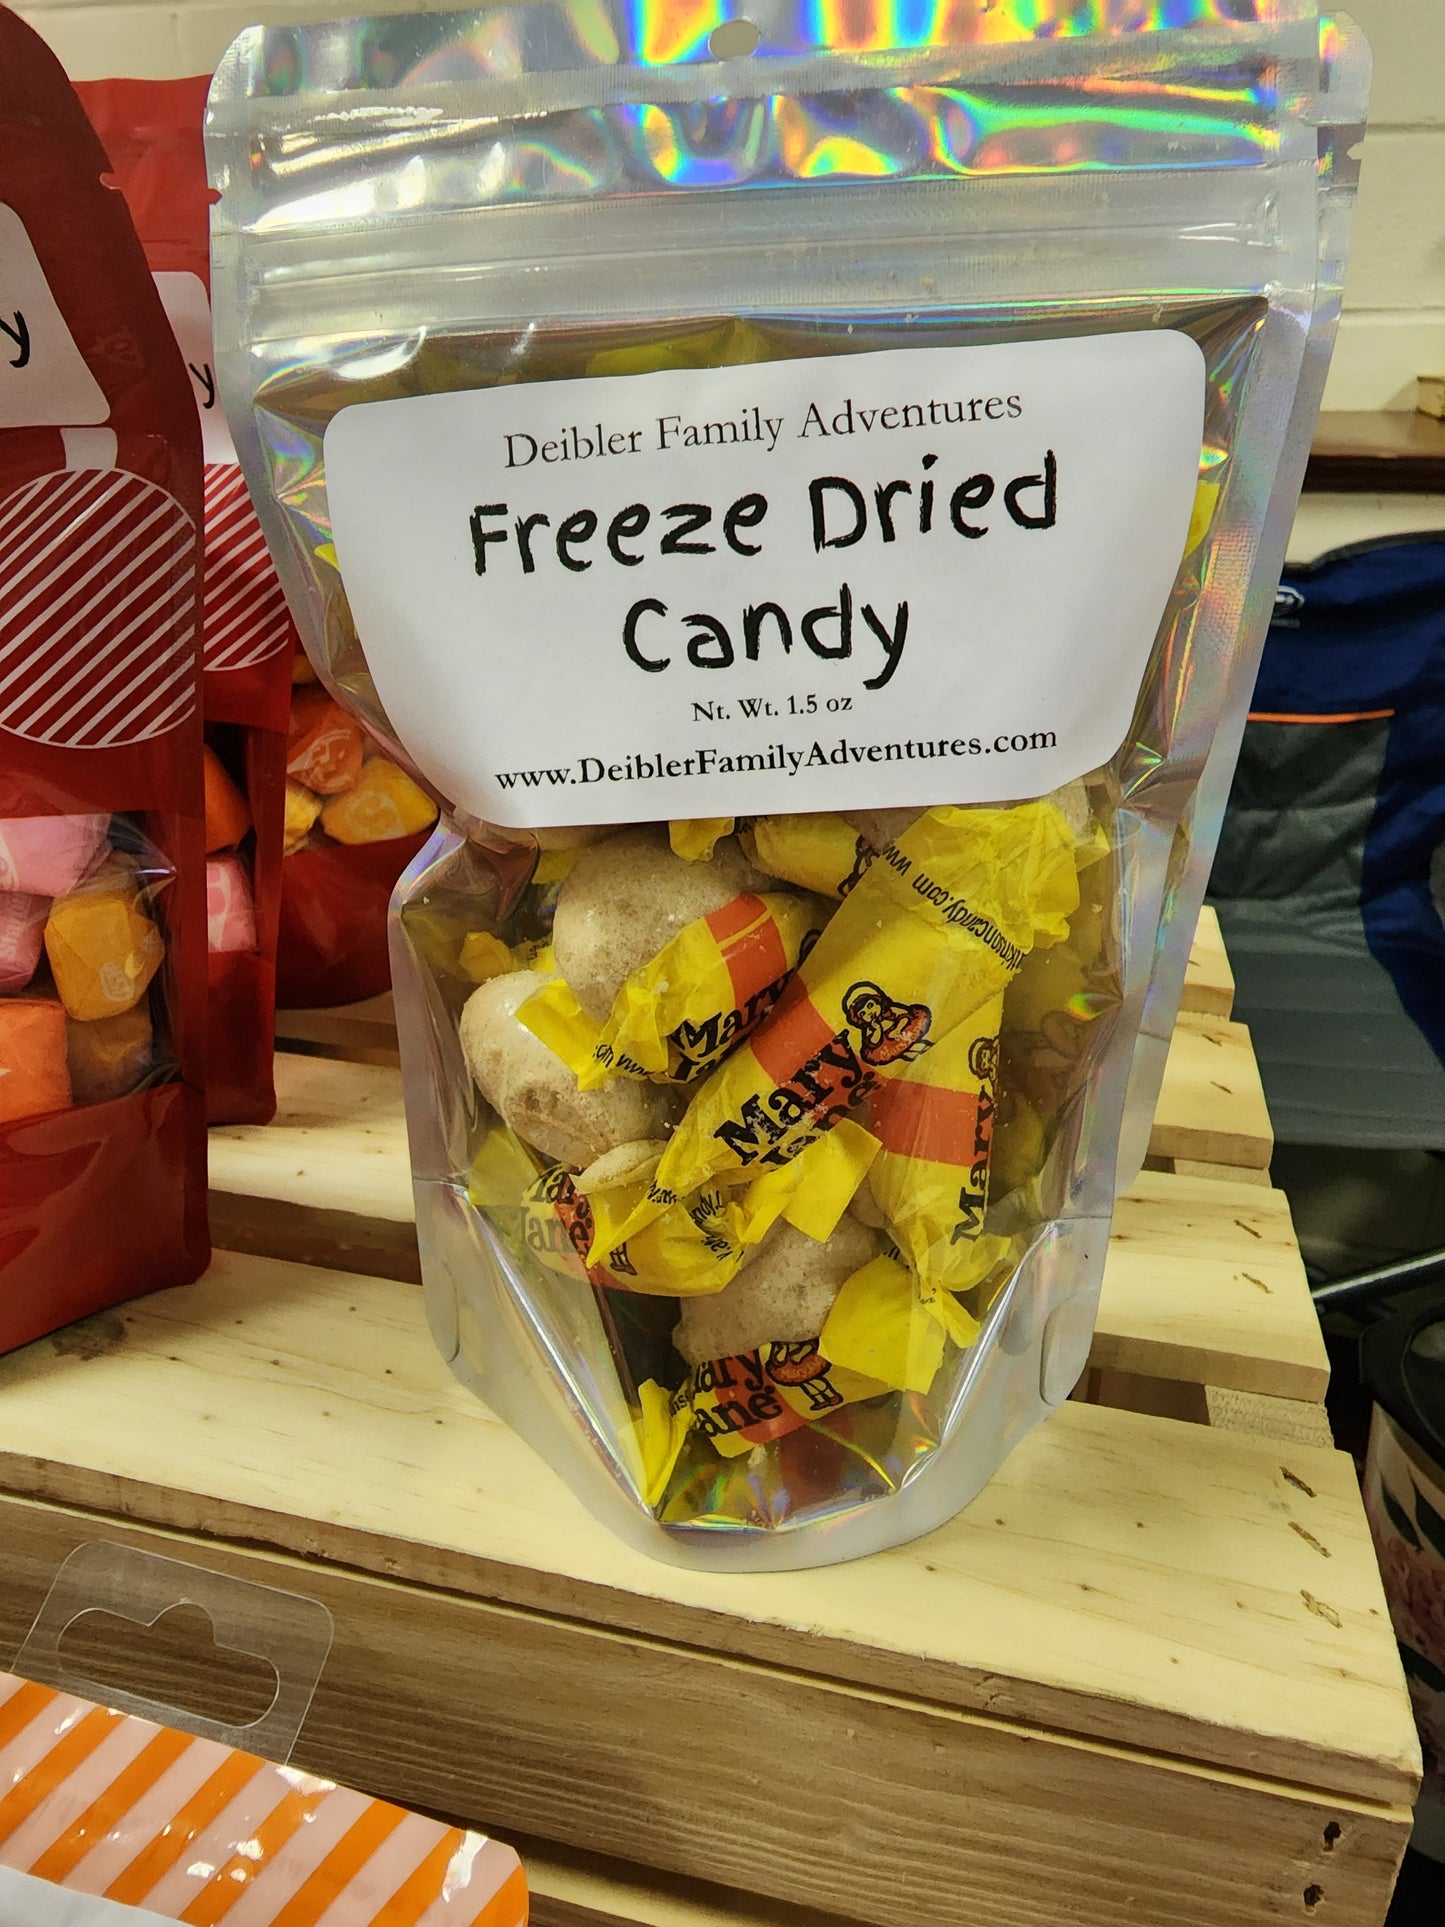 Deibler Family Adventures
Freeze Dried
Candy
Nt. Wt. 1.5 oz
www.DeiblerFamilyAdventures.com
y
y
Mary
Mary
Jane
Mary
Jane
ane